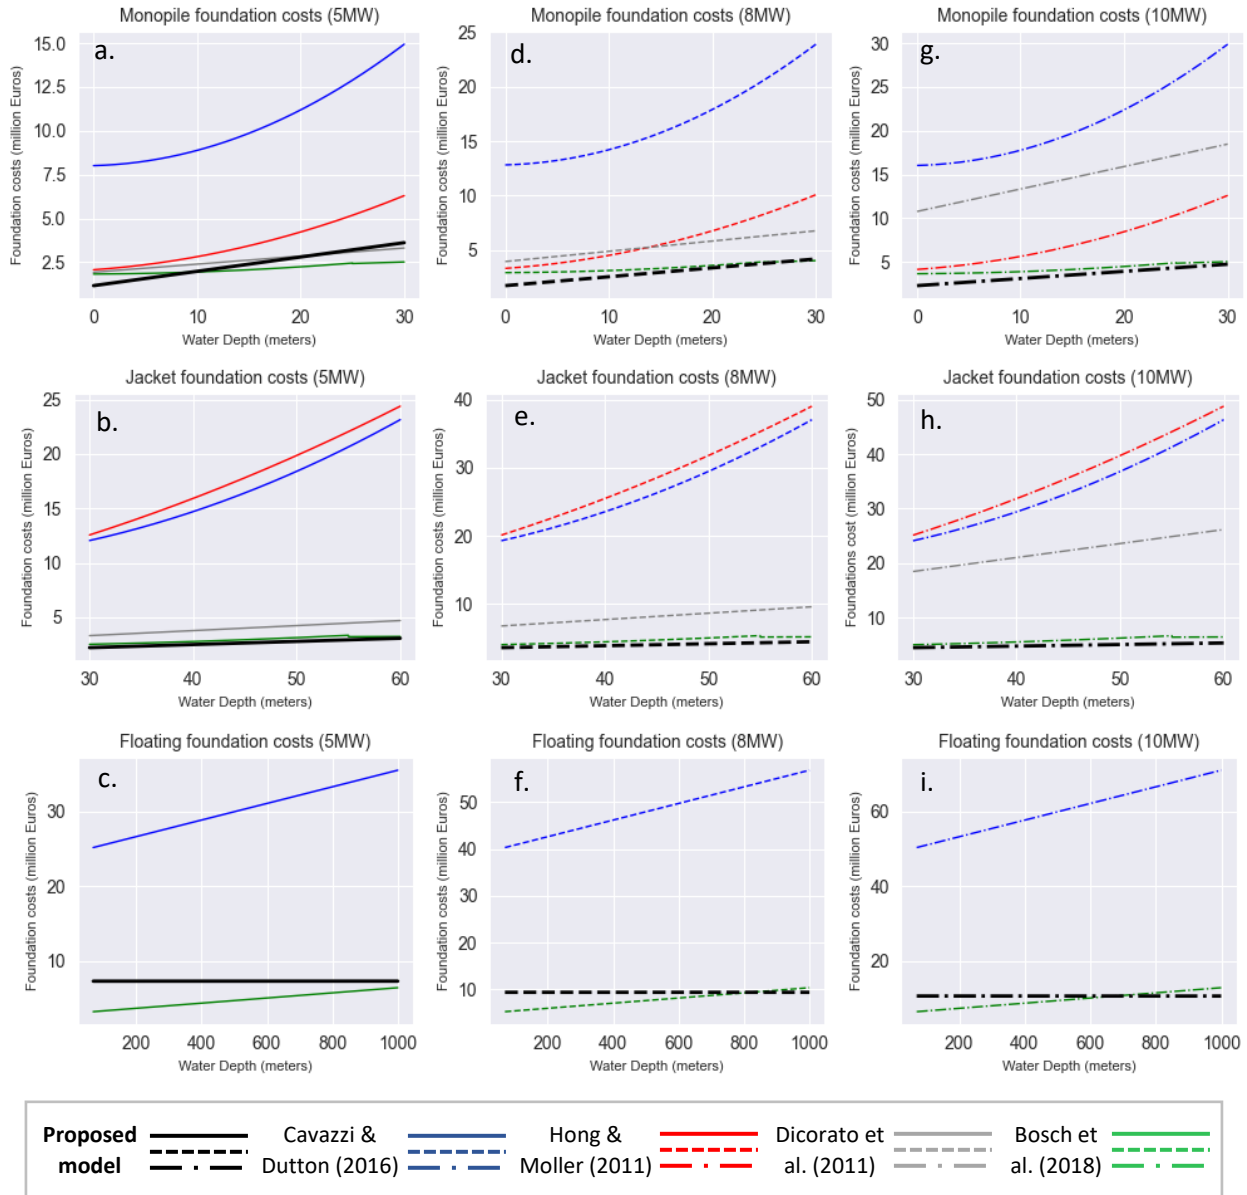 Monopile foundation costs (5MW)
a.
Foundation costs (million Euros)
15.0
12.5
10.0
7.5
5.0
2.5
0
10
20
30
Water Depth (meters)
Monopile foundation costs (8MW)
d.
Foundation costs (million Euros)
25
20
15
10
5
0
10
20
30
Water Depth (meters)
Monopile foundation costs (10MW)
g.
Foundation costs (million Euros)
30
25
20
15
10
5
0
10
20
30
Water Depth (meters)
Jacket foundation costs (5MW)
b.
Foundation costs (million Euros)
25
20
15
10
5
30
40
50
60
Water Depth (meters)
Jacket foundation costs (8MW)
e.
Foundation costs (million Euros)
40
30
20
10
30
40
50
60
Water Depth (meters)
Jacket foundation costs (10MW)
h.
Foundations cost (million Euros)
50
40
30
20
10
30
40
50
60
Water Depth (meters)
Floating foundation costs (5MW)
c.
Foundation costs (million Euros)
30
20
10
200
400
600
800
1000
Water Depth (meters)
Floating foundation costs (8MW)
f.
Foundation costs (million Euros)
50
40
30
20
10
200
400
600
800
1000
Water Depth (meters)
Floating foundation costs (10MW)
i.
Foundation costs (million Euros)
60
40
20
200
400
600
800
1000
Water Depth (meters)
Proposed
model
Cavazzi &
Dutton (2016)
Hong &
Moller (2011)
Dicorato et
al. (2011)
Bosch et
al. (2018)